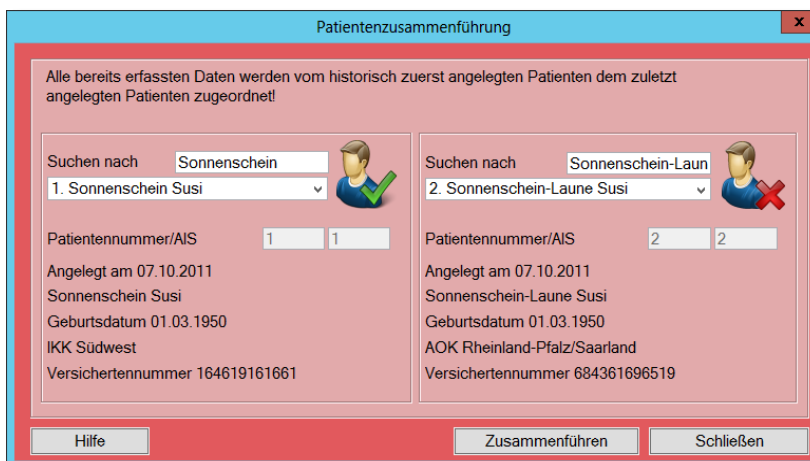 Patientenzusammenführung
x
Alle bereits erfassten Daten werden vom historisch zuerst angelegten Patienten dem zuletzt
angelegten Patienten zugeordnet!
Suchen nach Sonnenschein
1. Sonnenschein Susi
Patientennummer/AIS 1 1
Angelegt am 07.10.2011
Sonnenschein Susi
Geburtsdatum 01.03.1950
IKK Südwest
Versichertennummer 164619161661
Suchen nach Sonnenschein-Laun
2. Sonnenschein-Laune Susi
Patientennummer/AIS 2 2
Angelegt am 07.10.2011
Sonnenschein-Laune Susi
Geburtsdatum 01.03.1950
AOK Rheinland-Pfalz/Saarland
Versichertennummer 684361696519
Hilfe Zusammenführen Schließen